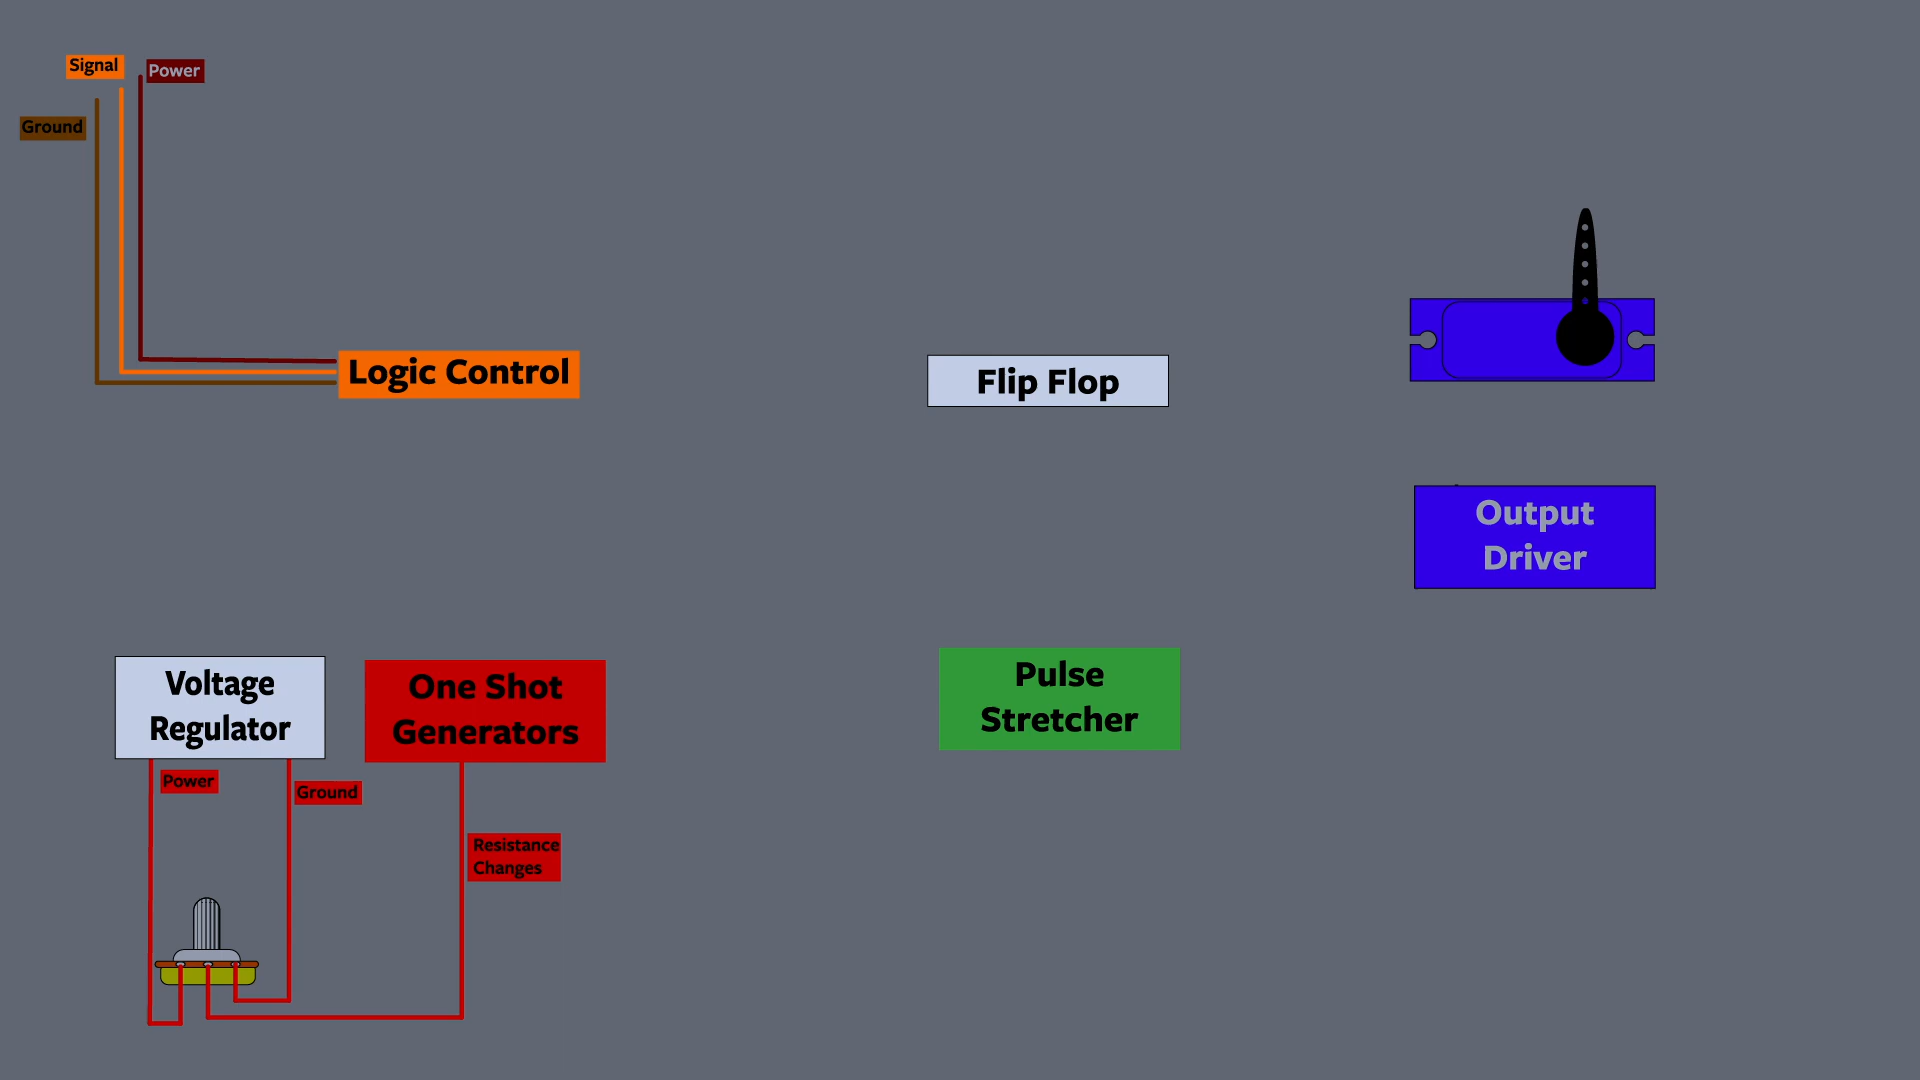 Signal
Power
Ground
Logic Control
Flip Flop
Output
Driver
Voltage
Regulator
One Shot
Generators
Pulse
Stretcher
Power
Ground
Resistance
Changes